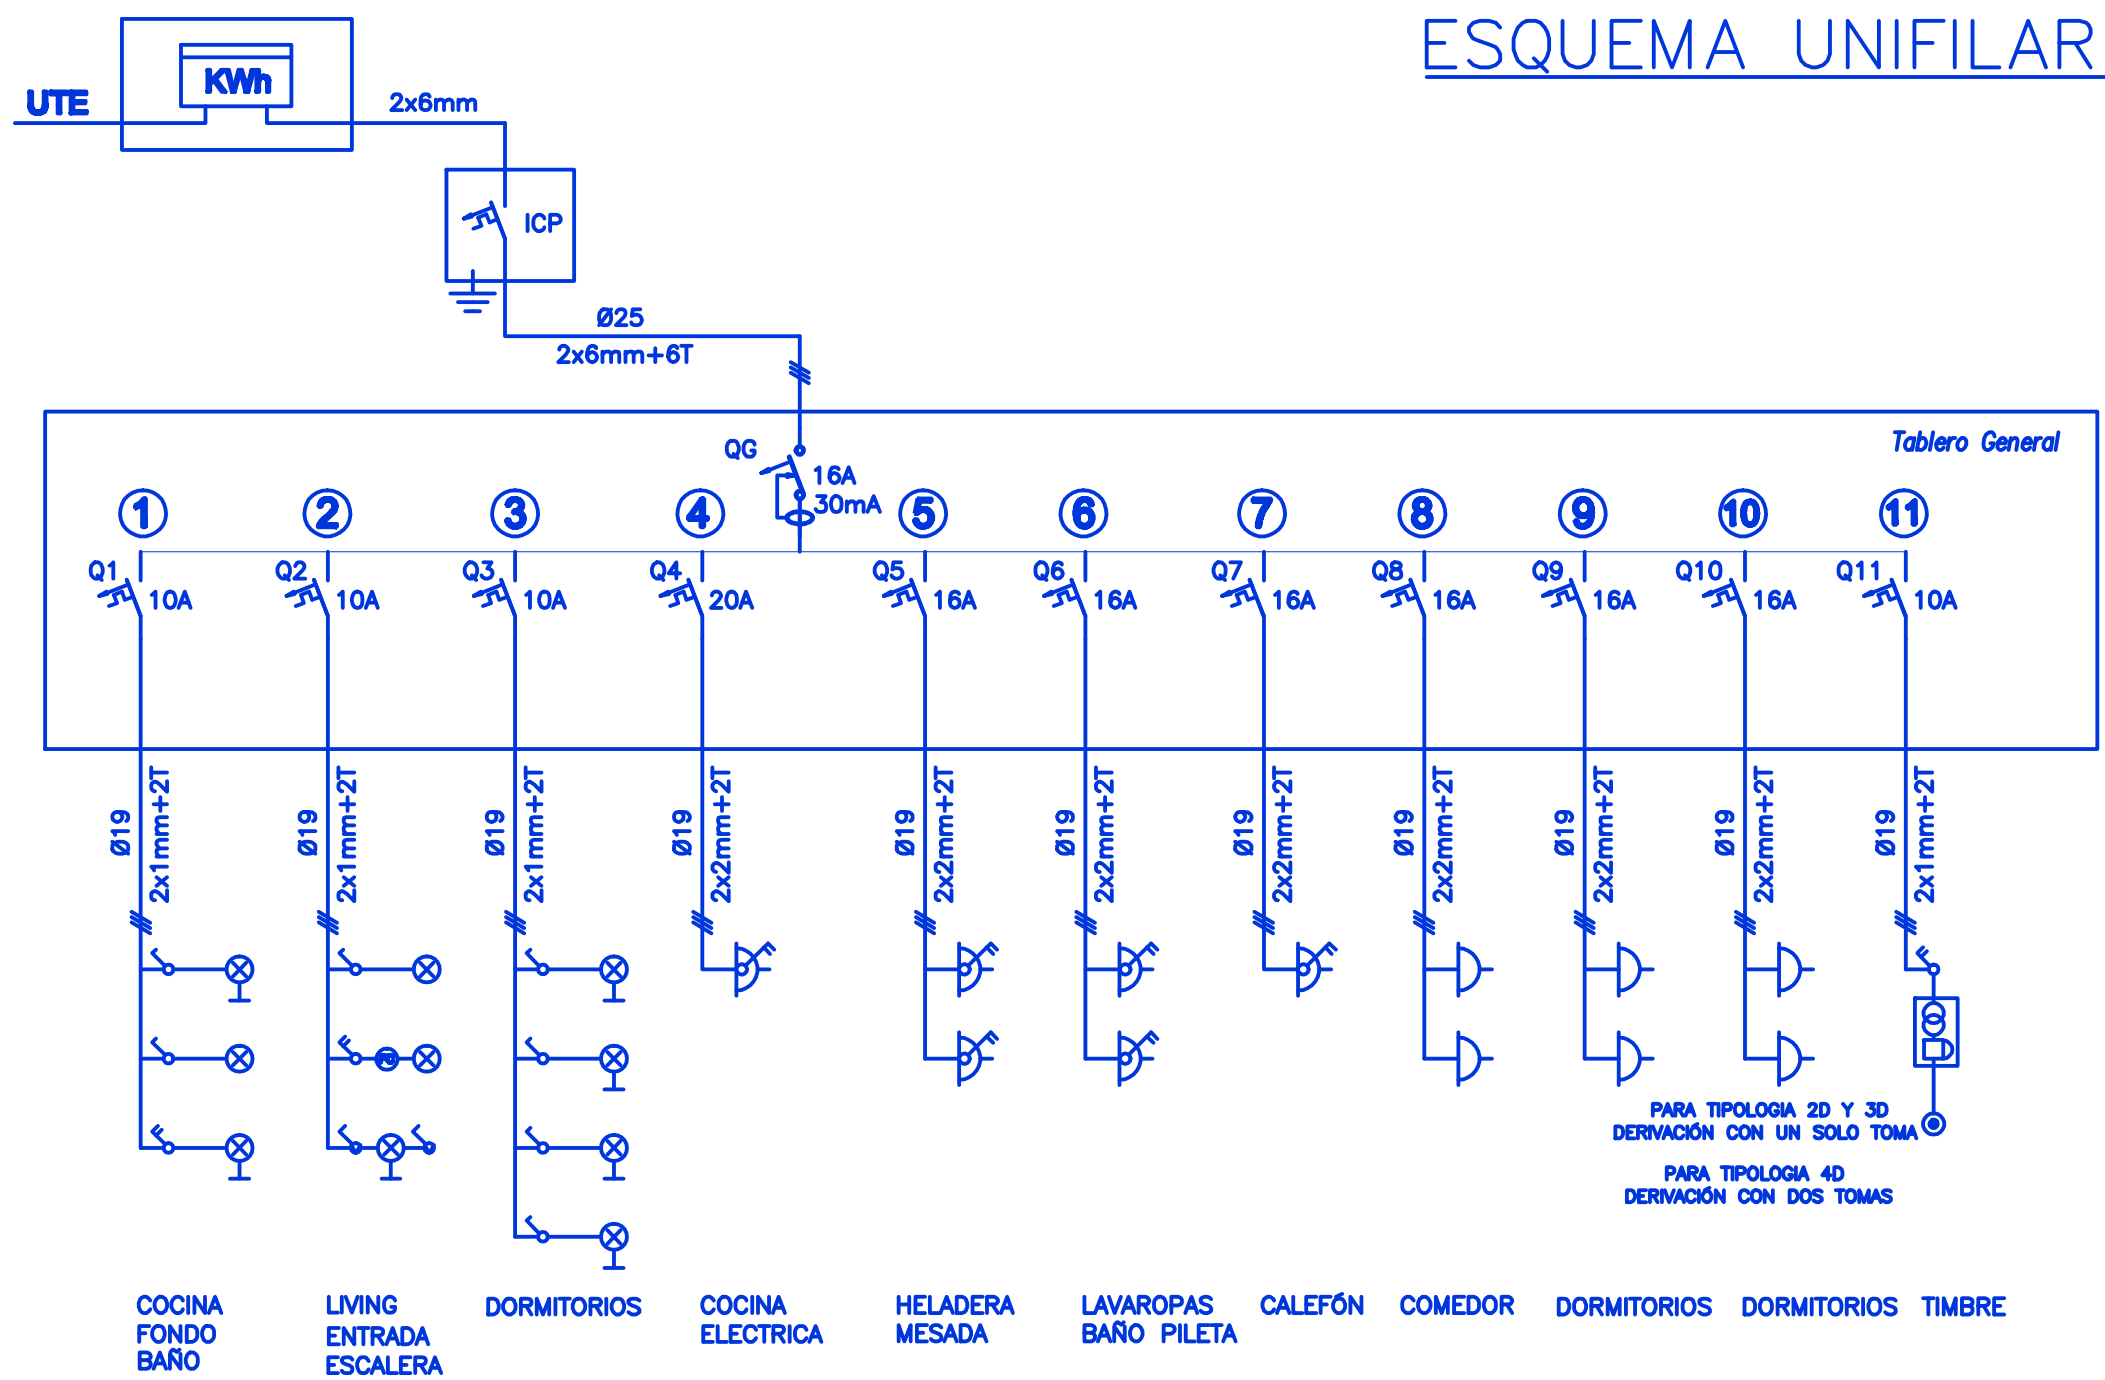 ESQUEMA UNIFILAR
KWh
UTE
2x6mm
ICP
Ø25
2x6mm+6T
Tablero General
QG
16A
30mA
1 2 3 4 5 6 7 8 9 10 11
Q1 Q2 Q3 Q4 Q5 Q6 Q7 Q8 Q9 Q10 Q11
10A 10A 10A 20A 16A 16A 16A 16A 16A 16A 10A
Ø19 2x1mm+2T
Ø19 2x1mm+2T
Ø19 2x1mm+2T
Ø19 2x2mm+2T
Ø19 2x2mm+2T
Ø19 2x2mm+2T
Ø19 2x2mm+2T
Ø19 2x2mm+2T
Ø19 2x2mm+2T
Ø19 2x2mm+2T
Ø19 2x1mm+2T
PARA TIPOLOGIA 2D Y 3D
DERIVACIÓN CON UN SOLO TOMA
PARA TIPOLOGIA 4D
DERIVACIÓN CON DOS TOMAS
COCINA
FONDO
BAÑO
LIVING
ENTRADA
ESCALERA
DORMITORIOS
COCINA
ELECTRICA
HELADERA
MESADA
LAVAROPAS
BAÑO PILETA
CALEFÓN
COMEDOR
DORMITORIOS
DORMITORIOS
TIMBRE